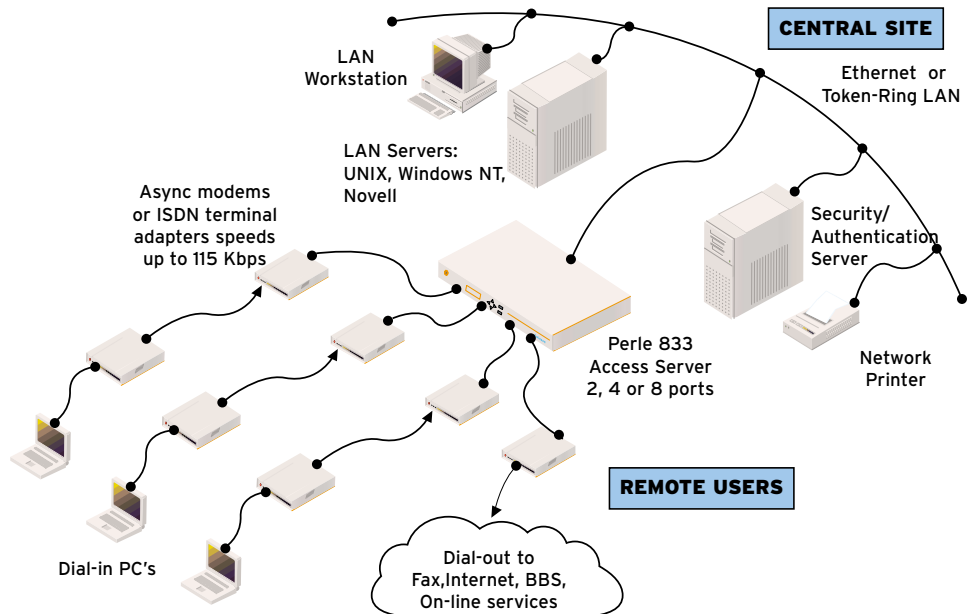 CENTRAL SITE
LAN
Workstation
Ethernet or
Token-Ring LAN
LAN Servers:
UNIX, Windows NT,
Novell
Async modems
or ISDN terminal
adapters speeds
up to 115 Kbps
Security/
Authentication
Server
Perle 833
Access Server
2, 4 or 8 ports
Network
Printer
REMOTE USERS
Dial-in PC's
Dial-out to
Fax,Internet, BBS,
On-line services